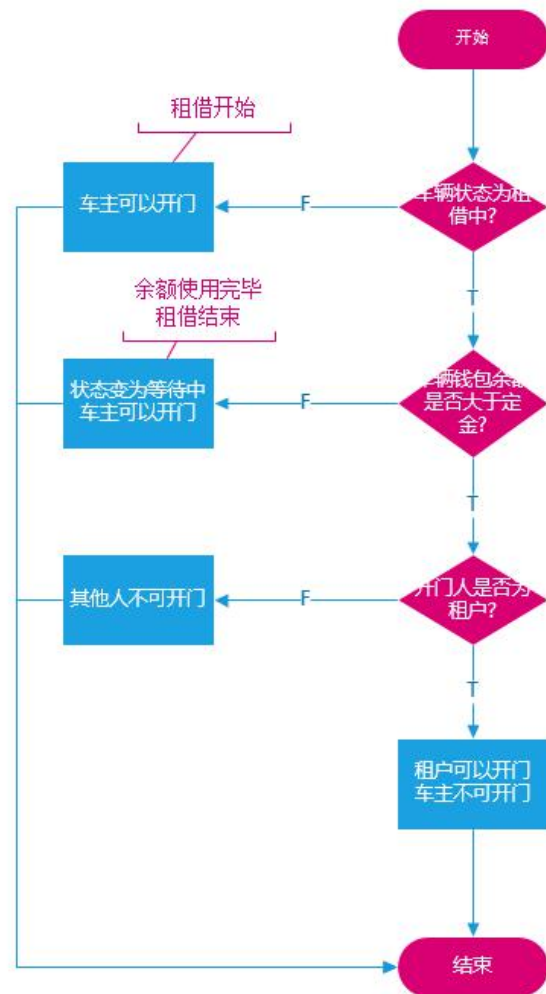 开始
租借开始
车主可以开门
F
车辆状态为租
借中?
T
余额使用完毕
租借结束
状态变为等待中
车主可以开门
F
车辆钱包余额
是否大于定
金?
T
其他人不可开门
F
开门人是否为
租户?
T
租户可以开门
车主不可开门
结束